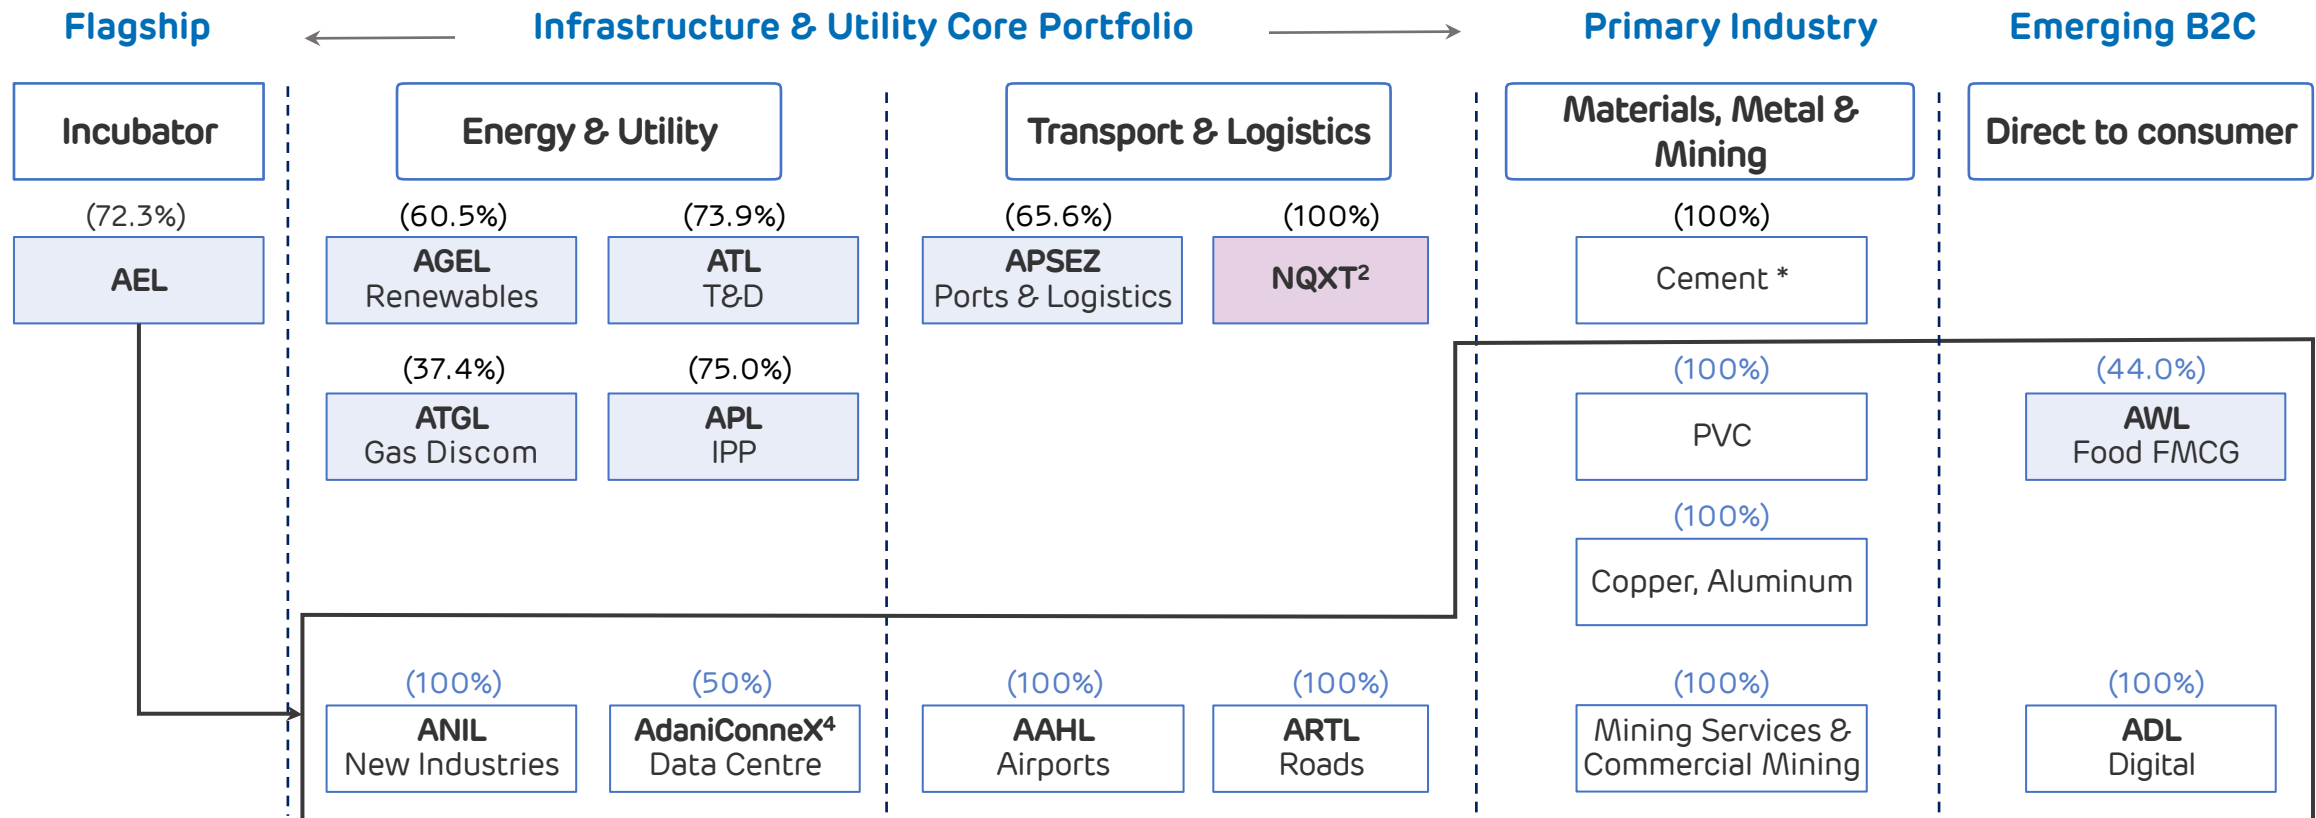 Flagship
Infrastructure & Utility Core Portfolio
Primary Industry
Emerging B2C
Incubator
Energy & Utility
Transport & Logistics
Materials, Metal &
Mining
Direct to consumer
(72.3%)
(60.5%)
(73.9%)
(65.6%)
(100%)
(100%)
AEL
AGEL
Renewables
ATL
T&D
APSEZ
Ports & Logistics
NQXT²
Cement *
(37.4%)
(75.0%)
(100%)
(44.0%)
ATGL
Gas Discom
APL
IPP
PVC
AWL
Food FMCG
(100%)
Copper, Aluminum
(100%)
(50%)
(100%)
(100%)
(100%)
(100%)
ANIL
New Industries
AdaniConneX⁴
Data Centre
AAHL
Airports
ARTL
Roads
Mining Services &
Commercial Mining
ADL
Digital